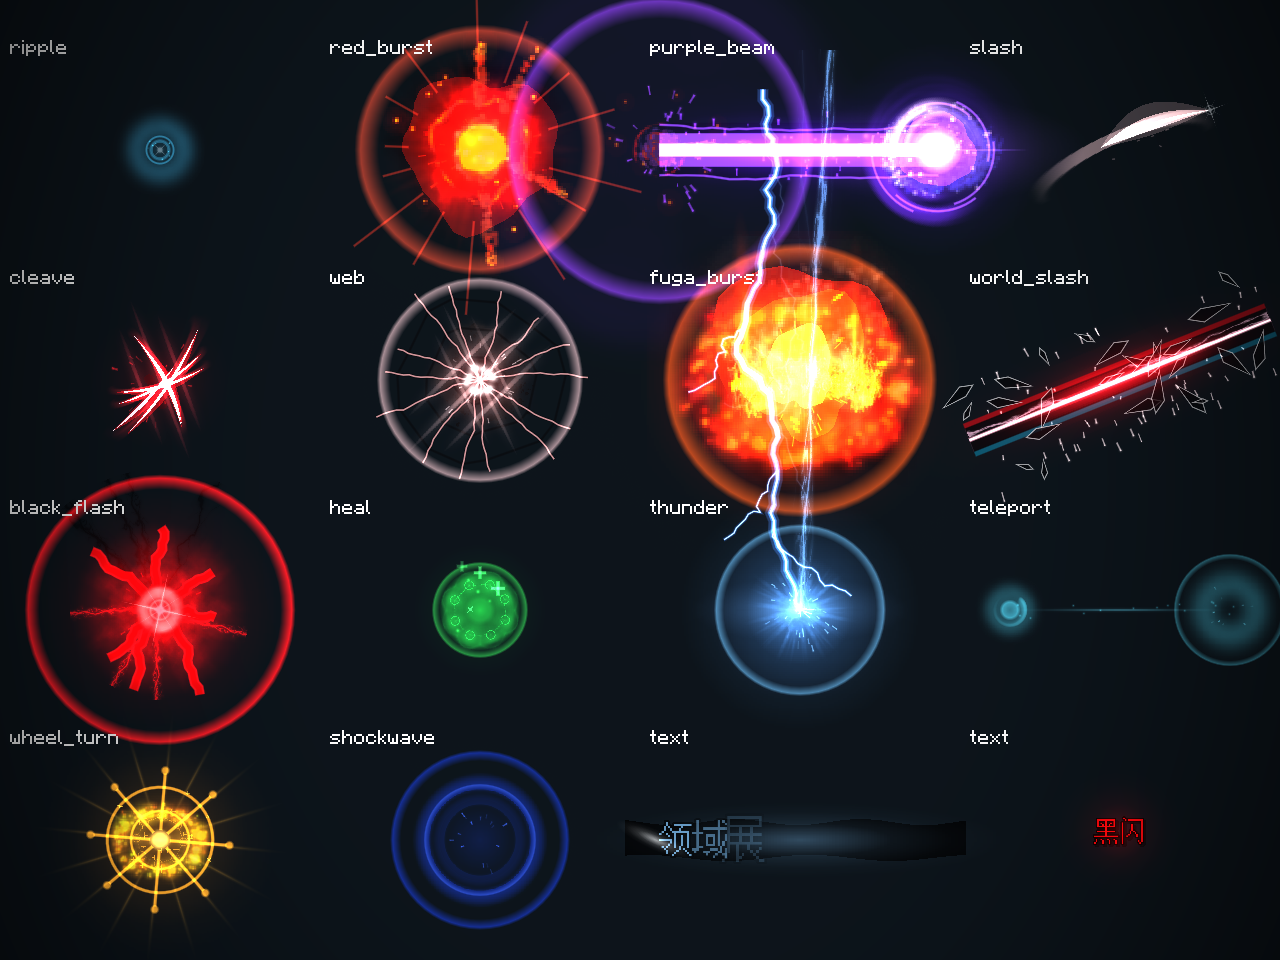 ripple
red_burst
purple_beam
slash
cleave
web
fuga_burst
world_slash
black_flash
heal
thunder
teleport
wheel_turn
shockwave
text
text
领域展
黑闪